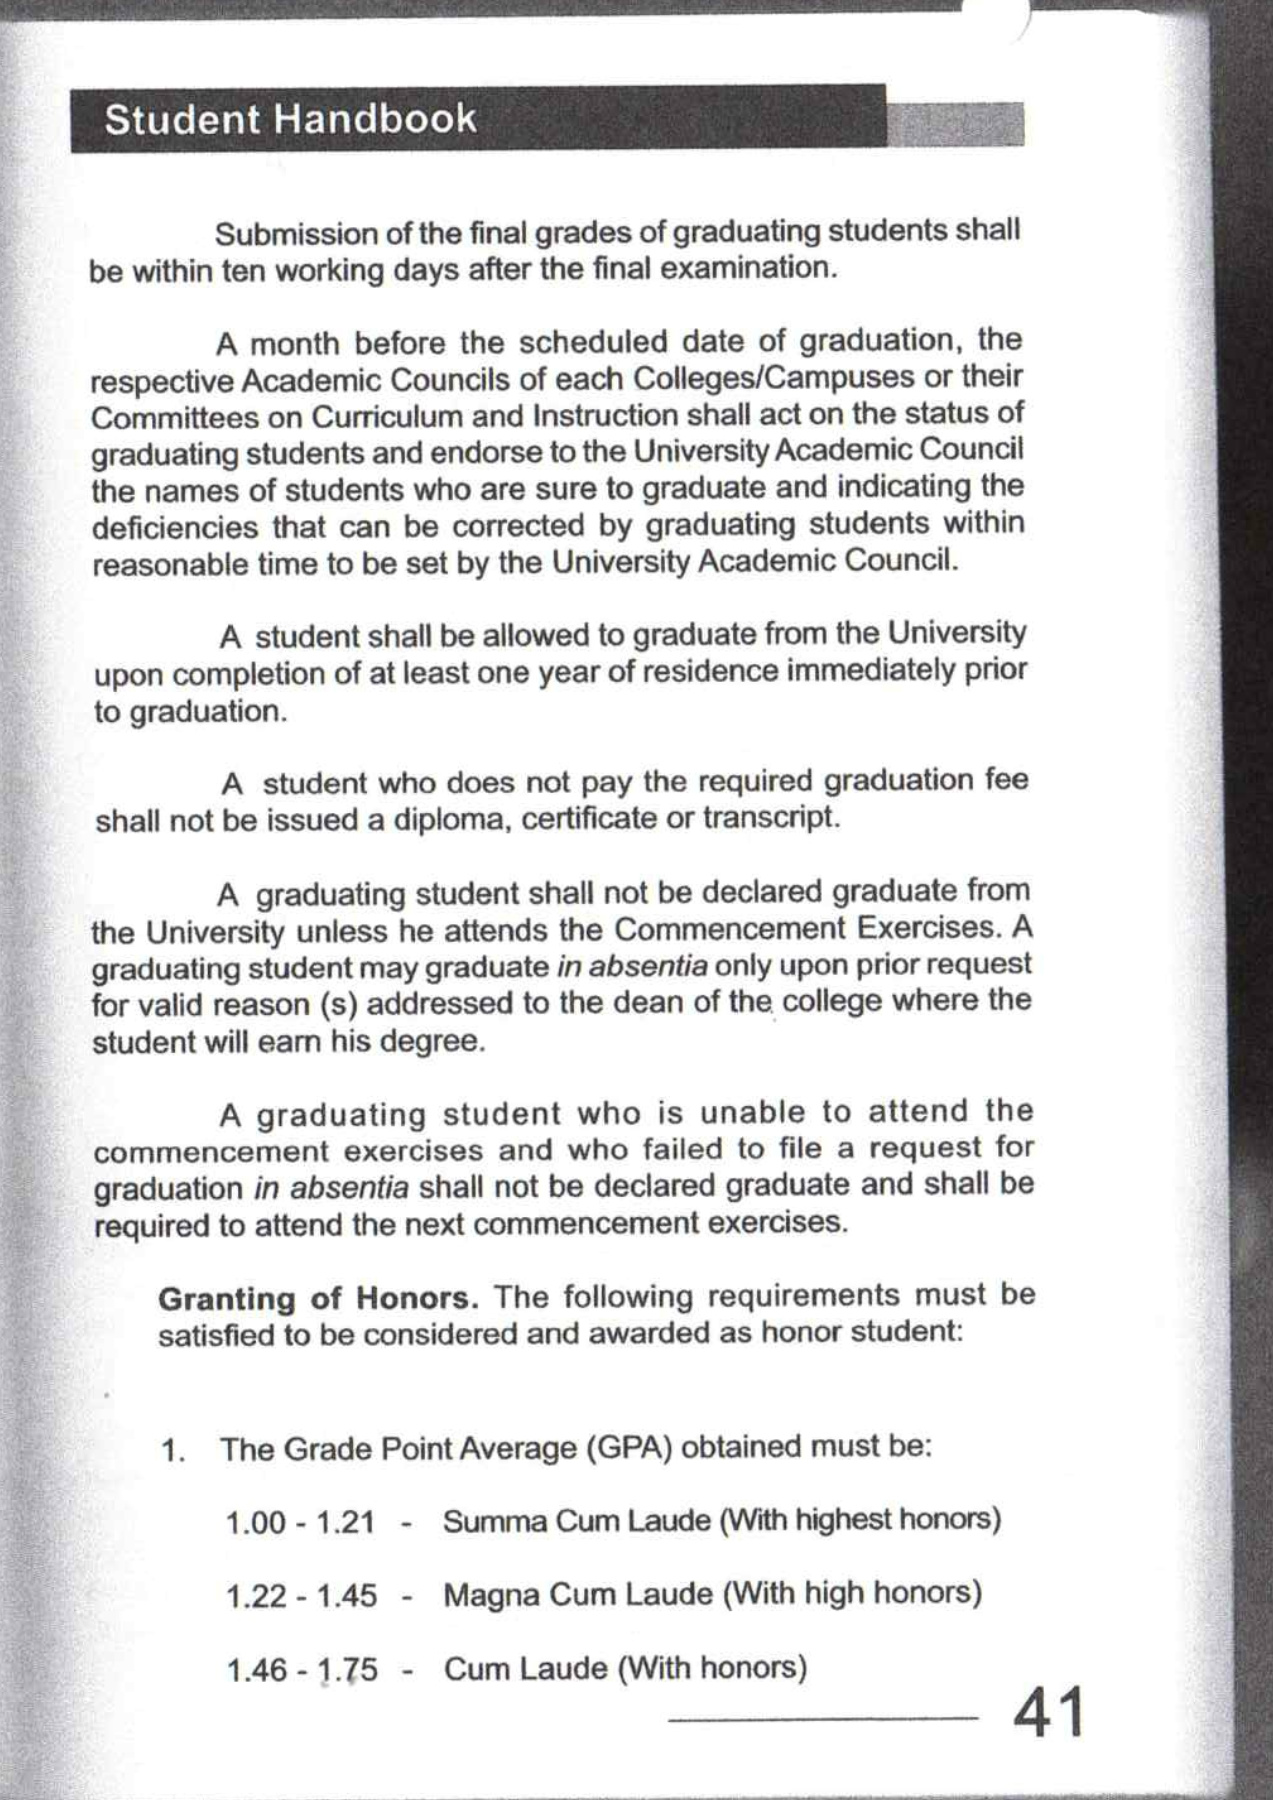 Student Handbook
Submission of the final grades of graduating students shall
be within ten working days after the final examination.
A month before the scheduled date of graduation, the
respective Academic Councils of each Colleges/Campuses or their
Committees on Curriculum and Instruction shall act on the status of
graduating students and endorse to the University Academic Council
the names of students who are sure to graduate and indicating the
deficiencies that can be corrected by graduating students within
reasonable time to be set by the University Academic Council.
A student shall be allowed to graduate from the University
upon completion of at least one year of residence immediately prior
to graduation.
A student who does not pay the required graduation fee
shall not be issued a diploma, certificate or transcript.
A graduating student shall not be declared graduate from
the University unless he attends the Commencement Exercises. A
graduating student may graduate in absentia only upon prior request
for valid reason (s) addressed to the dean of the college where the
student will earn his degree.
A graduating student who is unable to attend the
commencement exercises and who failed to file a request for
graduation in absentia shall not be declared graduate and shall be
required to attend the next commencement exercises.
Granting of Honors. The following requirements must be
satisfied to be considered and awarded as honor student:
1. The Grade Point Average (GPA) obtained must be:
1.00 - 1.21 - Summa Cum Laude (With highest honors)
1.22 - 1.45 - Magna Cum Laude (With high honors)
1.46 - 1.75 - Cum Laude (With honors)
41